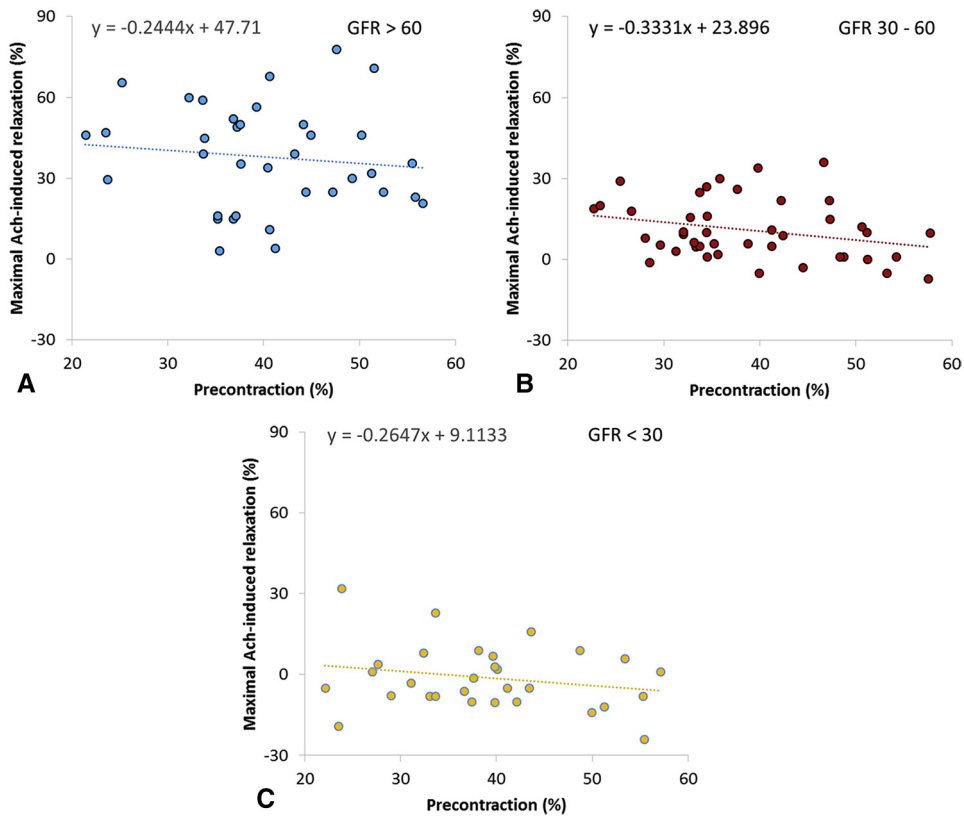 y = -0.2444x + 47.71
GFR > 60
90
60
30
0
-30
20
30
40
50
60
Maximal Ach-induced relaxation (%)
Precontraction (%)
A
y = -0.3331x + 23.896
GFR 30 - 60
90
60
30
0
-30
20
30
40
50
60
Maximal Ach-induced relaxation (%)
Precontraction (%)
B
y = -0.2647x + 9.1133
GFR < 30
90
60
30
0
-30
20
30
40
50
60
Maximal Ach-induced relaxation (%)
Precontraction (%)
C